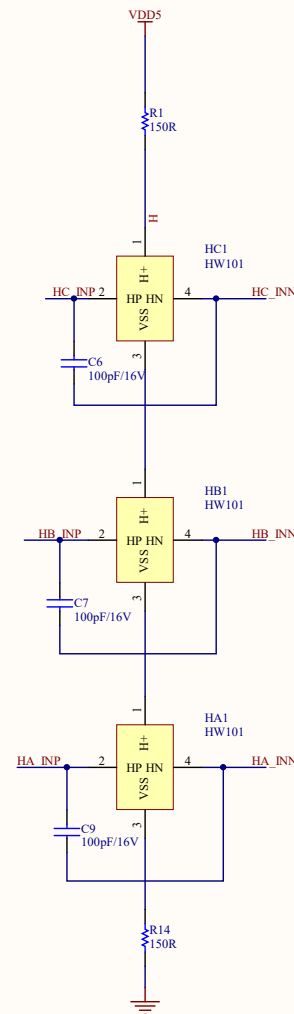 VDD5
R1
150R
H
HC1
HW101
1
H+
HC_INP
2
HP HN
4
HC_INN
VSS
3
C6
100pF/16V
1
HB1
HW101
H+
HB_INP
2
HP HN
4
HB_INN
VSS
3
C7
100pF/16V
1
HA1
HW101
H+
HA_INP
2
HP HN
4
HA_INN
VSS
3
C9
100pF/16V
R14
150R